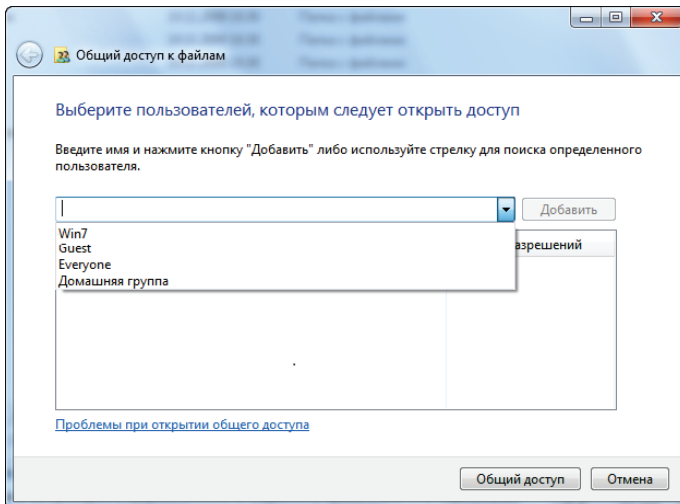 Общий доступ к файлам
Выберите пользователей, которым следует открыть доступ
Введите имя и нажмите кнопку "Добавить" либо используйте стрелку для поиска определенного
пользователя.
Добавить
Win7
Guest
Everyone
Домашняя группа
азрешений
Проблемы при открытии общего доступа
Общий доступ
Отмена